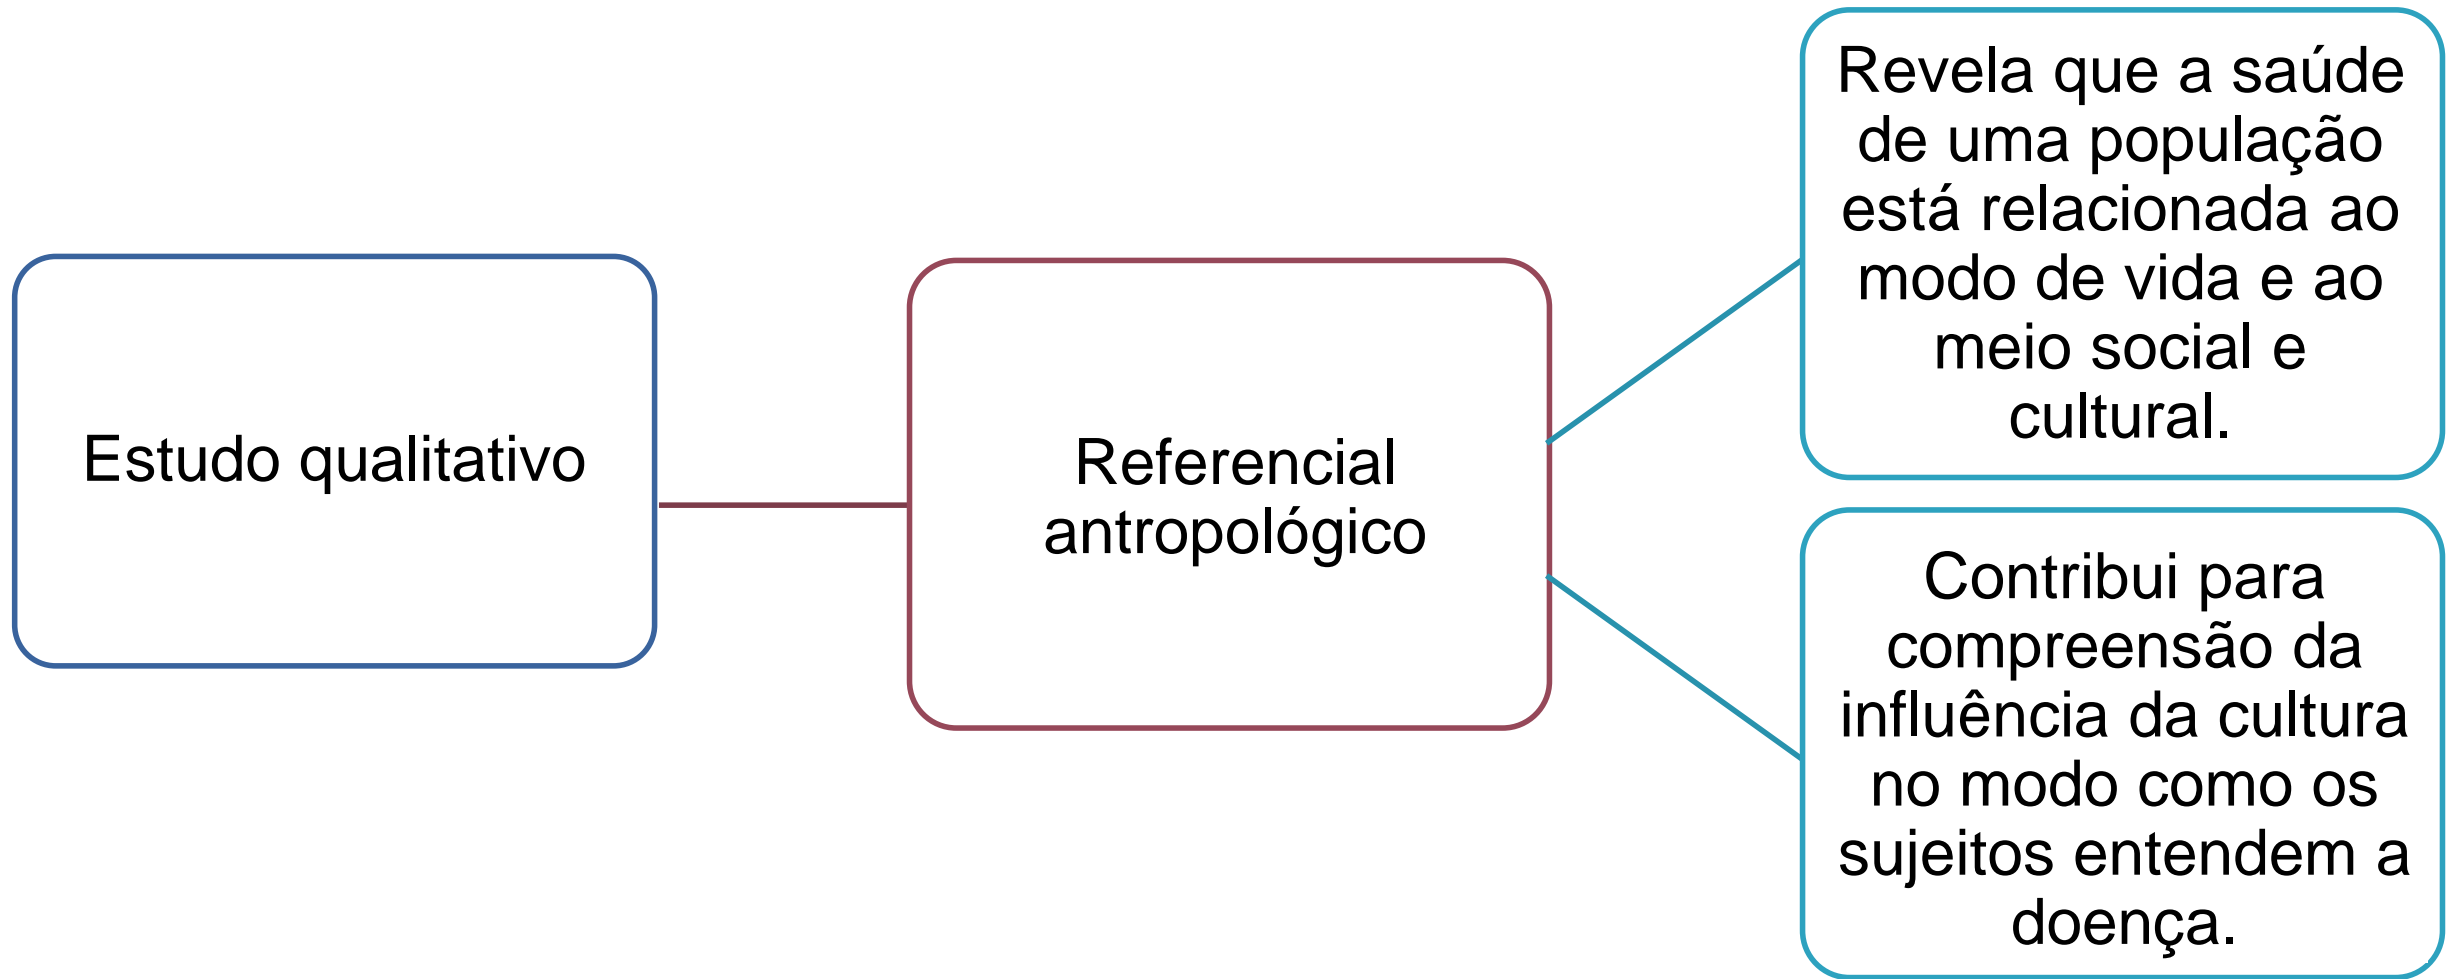 Estudo qualitativo
Referencial
antropológico
Revela que a saúde
de uma população
está relacionada ao
modo de vida e ao
meio social e
cultural.
Contribui para
compreensão da
influência da cultura
no modo como os
sujeitos entendem a
doença.